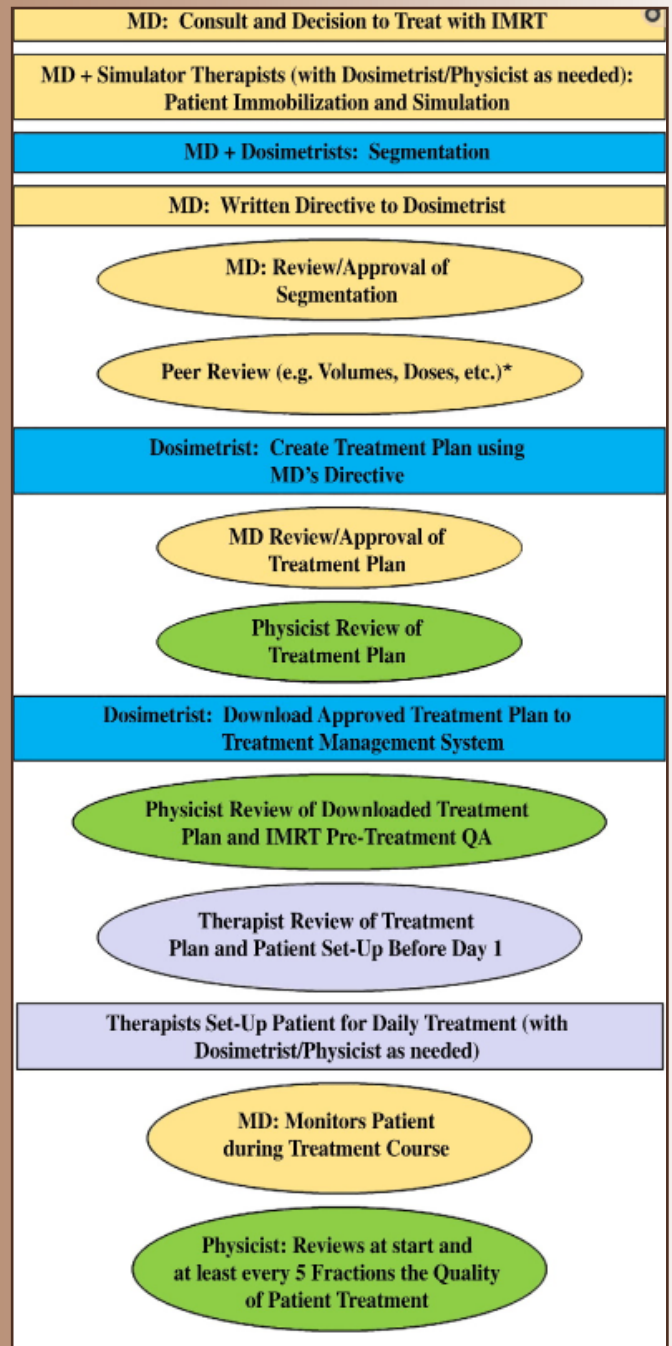 MD: Consult and Decision to Treat with IMRT
MD + Simulator Therapists (with Dosimetrist/Physicist as needed):
Patient Immobilization and Simulation
MD + Dosimetrists: Segmentation
MD: Written Directive to Dosimetrist
MD: Review/Approval of
Segmentation
Peer Review (e.g. Volumes, Doses, etc.)*
Dosimetrist: Create Treatment Plan using
MD's Directive
MD Review/Approval of
Treatment Plan
Physicist Review of
Treatment Plan
Dosimetrist: Download Approved Treatment Plan to
Treatment Management System
Physicist Review of Downloaded Treatment
Plan and IMRT Pre-Treatment QA
Therapist Review of Treatment
Plan and Patient Set-Up Before Day 1
Therapists Set-Up Patient for Daily Treatment (with
Dosimetrist/Physicist as needed)
MD: Monitors Patient
during Treatment Course
Physicist: Reviews at start and
at least every 5 Fractions the Quality
of Patient Treatment